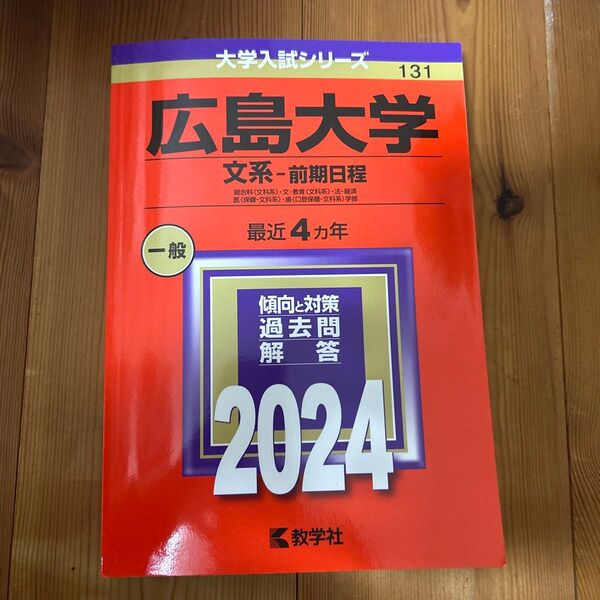 大学入試シリーズ
131
広島大学
文系-前期日程
総合科〈文科系〉・文・教育〈文科系〉・法・経済
医〈保健-文科系〉・歯〈口腔保健-文科系〉学部
最近4カ年
一般
傾向と対策
過去問
解答
2024
教学社